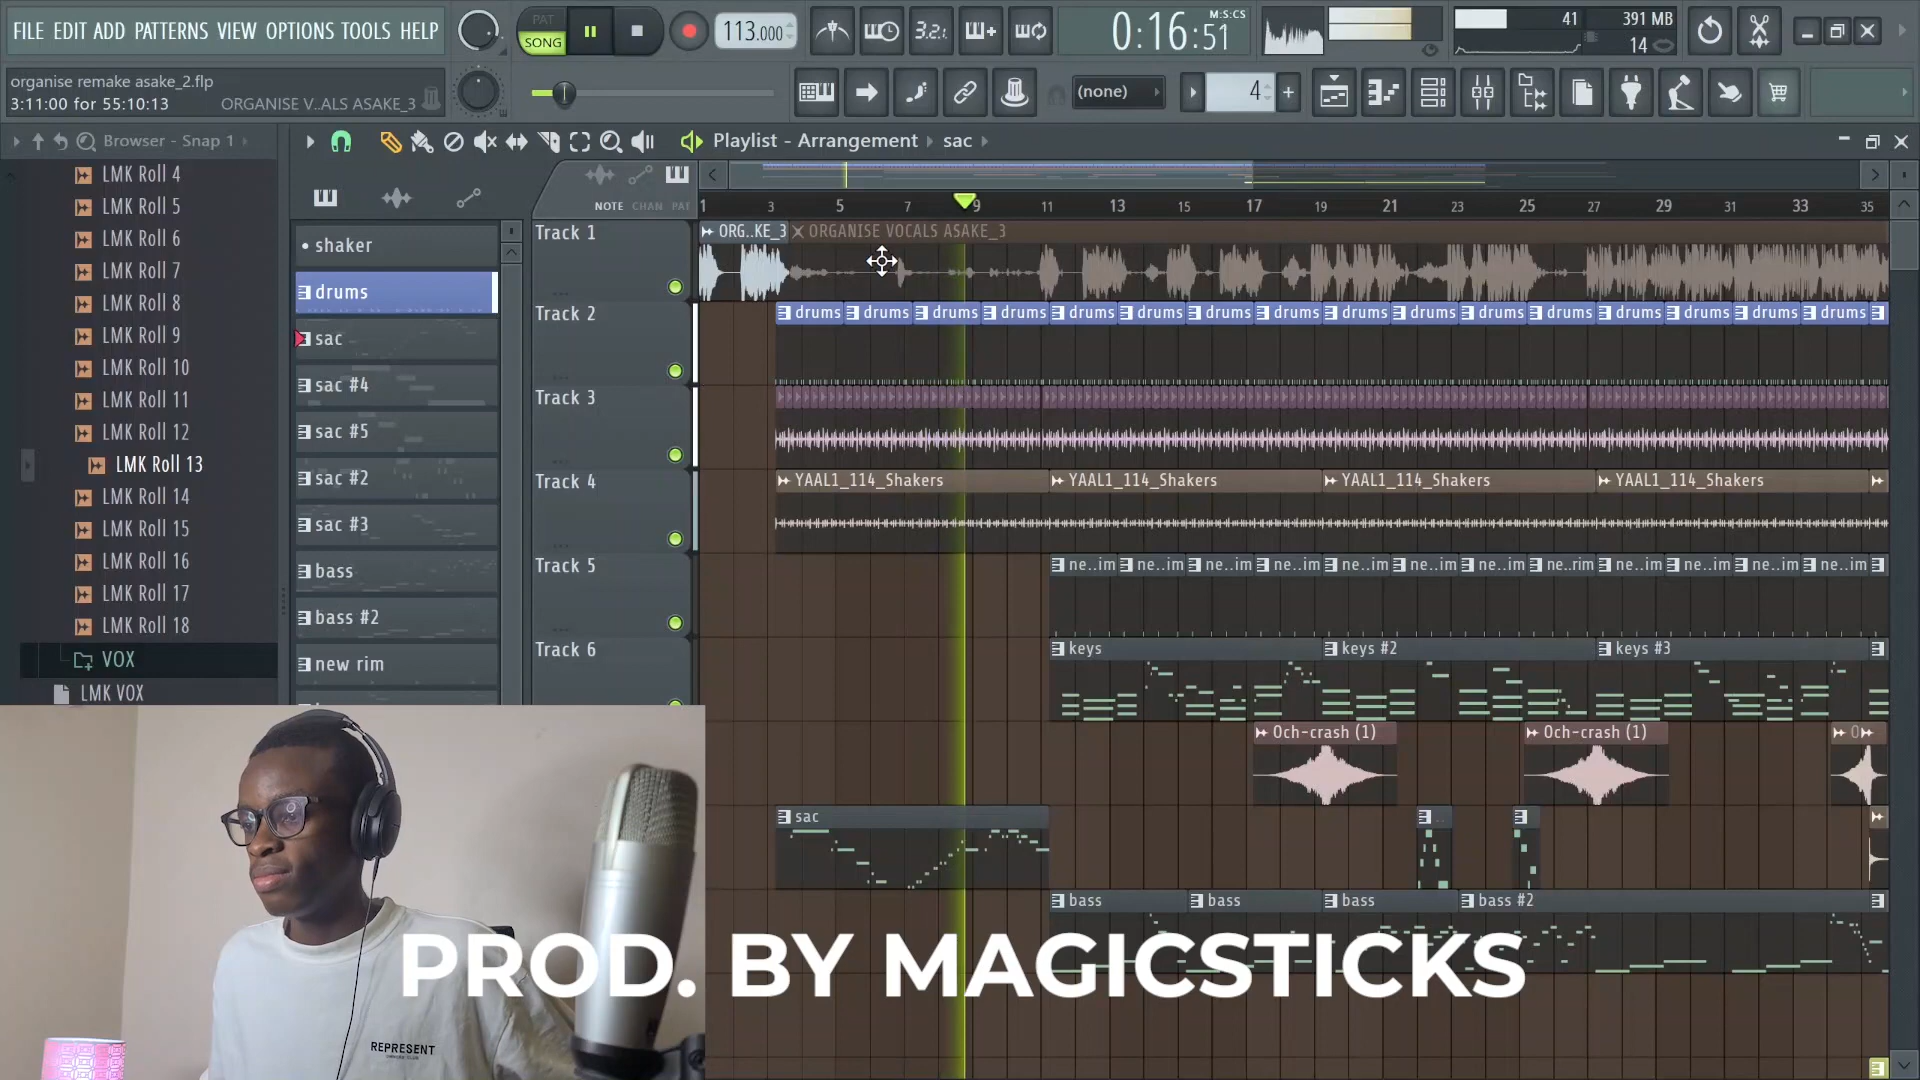 FILE EDIT ADD PATTERNS VIEW OPTIONS TOOLS HELP
PAT
SONG
113.000
3.2.1
0:16:51
M:S:CS
41
391 MB
14
organise remake asake_2.flp
3:11:00 for 55:10:13
ORGANISE V..ALS ASAKE_3
(none)
4
Browser - Snap 1
Playlist - Arrangement
sac
LMK Roll 4
LMK Roll 5
LMK Roll 6
LMK Roll 7
LMK Roll 8
LMK Roll 9
LMK Roll 10
LMK Roll 11
LMK Roll 12
LMK Roll 13
LMK Roll 14
LMK Roll 15
LMK Roll 16
LMK Roll 17
LMK Roll 18
VOX
LMK VOX
shaker
drums
sac
sac #4
sac #5
sac #2
sac #3
bass
bass #2
new rim
NOTE CHAN PAT
1 3 5 7 9 11 13 15 17 19 21 23 25 27 29 31 33 35
Track 1
ORG..KE_3
ORGANISE VOCALS ASAKE_3
Track 2
drums drums drums drums drums drums drums drums drums drums drums drums drums drums drums drums
Track 3
Track 4
YAAL1_114_Shakers YAAL1_114_Shakers YAAL1_114_Shakers YAAL1_114_Shakers
Track 5
ne..im ne..im ne..im ne..im ne..im ne..im ne..im ne..rim ne..im ne..im ne..im ne..im
Track 6
keys keys #2 keys #3
Och-crash (1) Och-crash (1)
sac
bass bass bass bass #2
PROD. BY MAGICSTICKS
REPRESENT